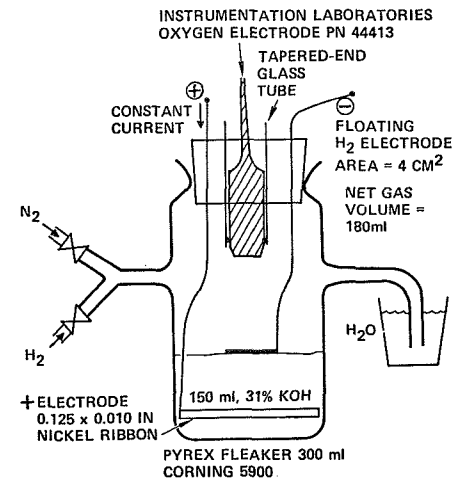 INSTRUMENTATION LABORATORIES
OXYGEN ELECTRODE PN 44413
TAPERED-END
GLASS
TUBE
+
CONSTANT
CURRENT
−
FLOATING
H2 ELECTRODE
AREA = 4 CM2
NET GAS
VOLUME =
180ml
N2
H2
H2O
150 ml, 31% KOH
+ELECTRODE
0.125 x 0.010 IN
NICKEL RIBBON
PYREX FLEAKER 300 ml
CORNING 5900